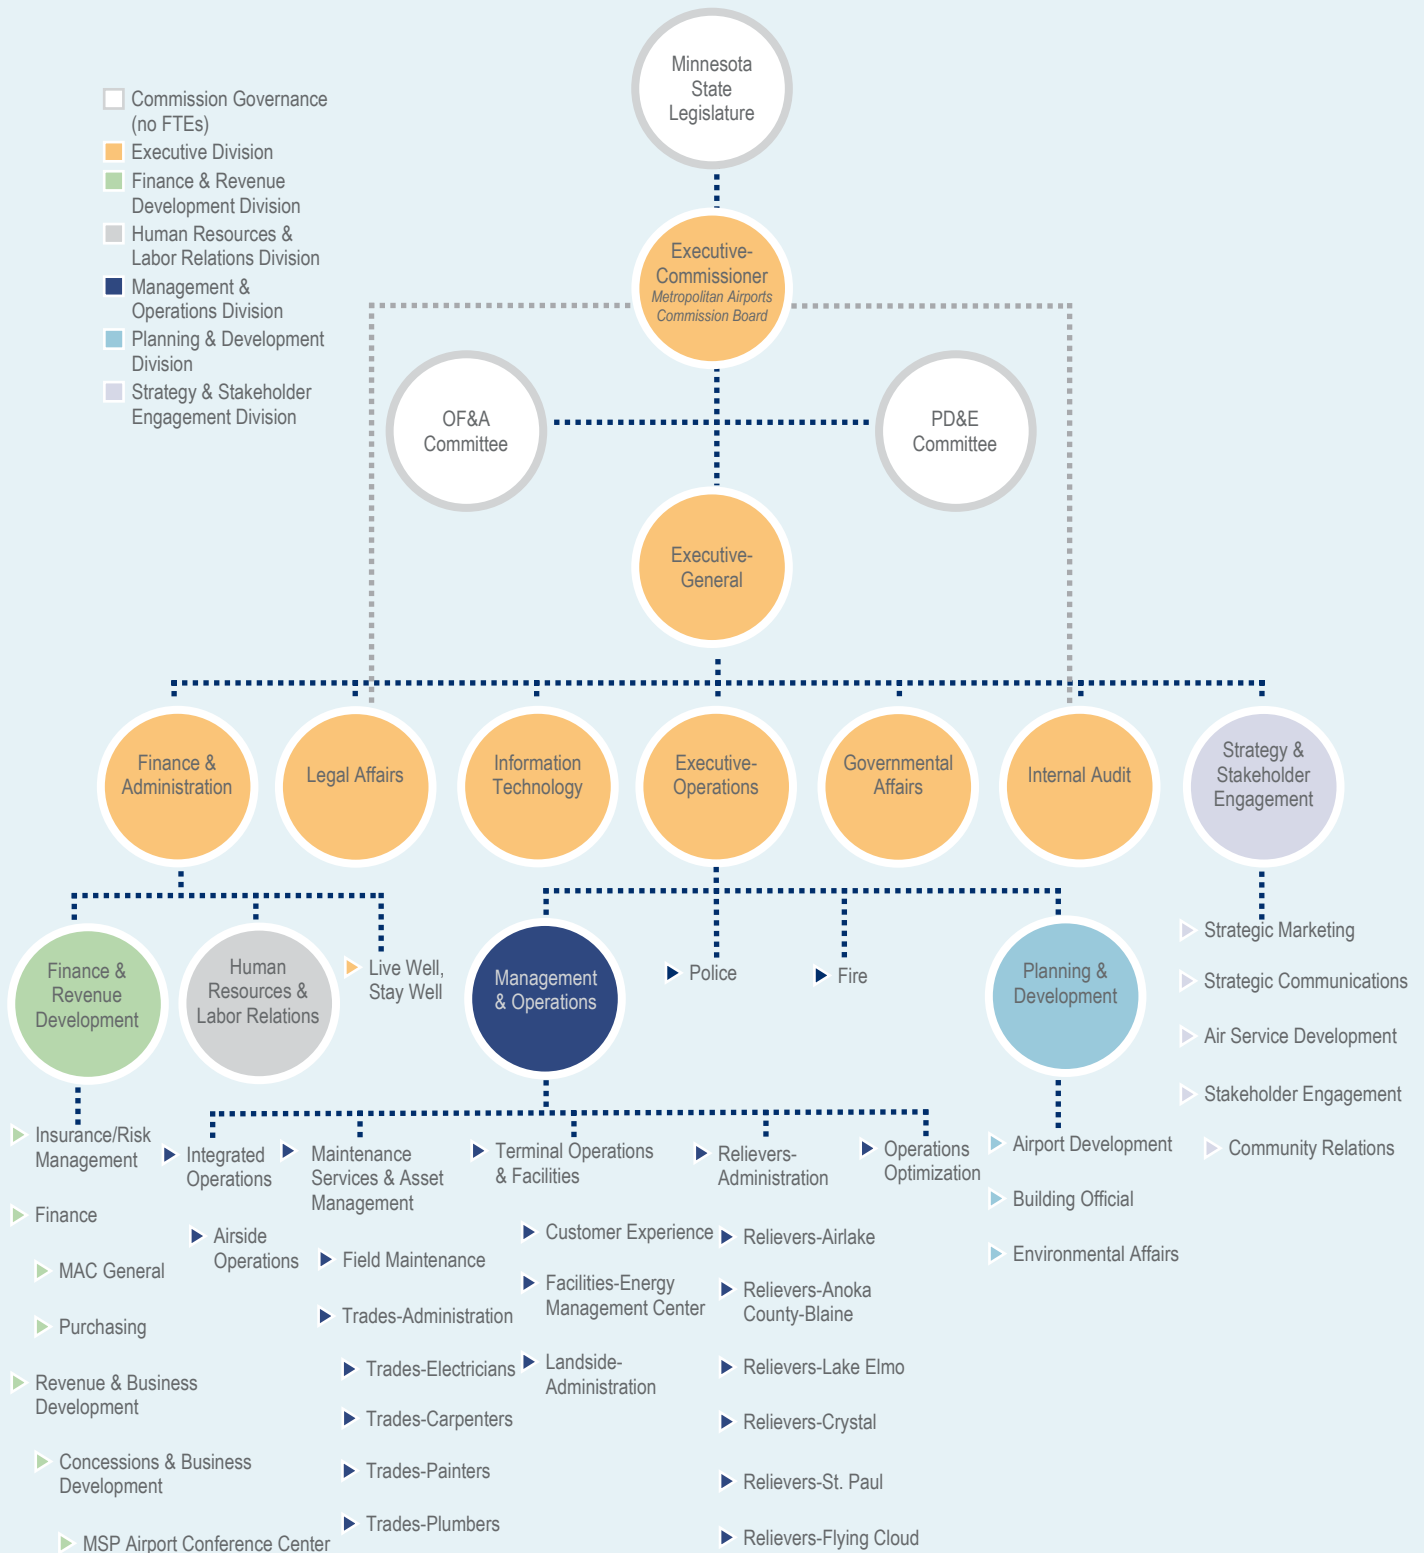 Minnesota
State
Legislature
Commission Governance
(no FTEs)
Executive Division
Finance & Revenue
Development Division
Human Resources &
Labor Relations Division
Management &
Operations Division
Planning & Development
Division
Strategy & Stakeholder
Engagement Division
Executive-
Commissioner
Metropolitan Airports
Commission Board
OF&A
Committee
PD&E
Committee
Executive-
General
Finance &
Administration
Legal Affairs
Information
Technology
Executive-
Operations
Governmental
Affairs
Internal Audit
Strategy &
Stakeholder
Engagement
Finance &
Revenue
Development
Human
Resources &
Labor Relations
Live Well,
Stay Well
Management
& Operations
Police
Fire
Planning &
Development
Strategic Marketing
Strategic Communications
Air Service Development
Stakeholder Engagement
Community Relations
Insurance/Risk
Management
Finance
MAC General
Purchasing
Revenue & Business
Development
Concessions & Business
Development
MSP Airport Conference Center
Integrated
Operations
Airside
Operations
Maintenance
Services & Asset
Management
Field Maintenance
Trades-Administration
Trades-Electricians
Trades-Carpenters
Trades-Painters
Trades-Plumbers
Terminal Operations
& Facilities
Customer Experience
Facilities-Energy
Management Center
Landside-
Administration
Relievers-
Administration
Relievers-Airlake
Relievers-Anoka
County-Blaine
Relievers-Lake Elmo
Relievers-Crystal
Relievers-St. Paul
Relievers-Flying Cloud
Operations
Optimization
Airport Development
Building Official
Environmental Affairs